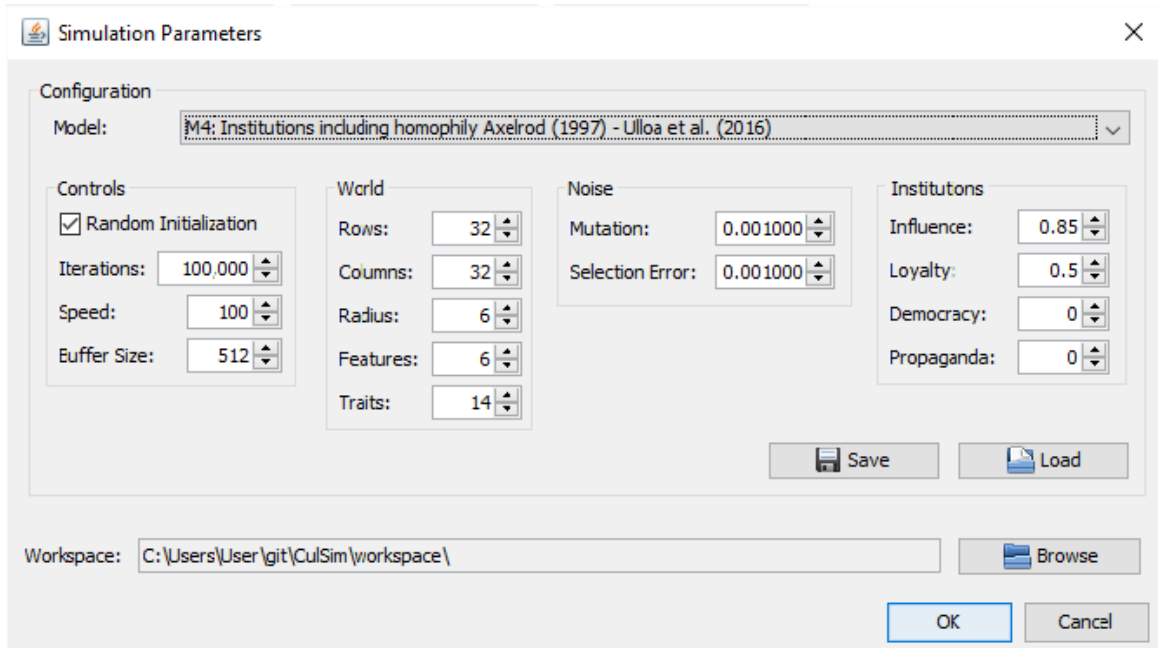 Simulation Parameters
Configuration
Model: M4: Institutions including homophily Axelrod (1997) - Ulloa et al. (2016)
Controls
Random Initialization
Iterations: 100,000
Speed: 100
Buffer Size: 512
World
Rows: 32
Columns: 32
Radius: 6
Features: 6
Traits: 14
Noise
Mutation: 0.001000
Selection Error: 0.001000
Institutons
Influence: 0.85
Loyalty: 0.5
Democracy: 0
Propaganda: 0
Save
Load
Workspace: C:\Users\User\git\CulSim\workspace\
Browse
OK
Cancel